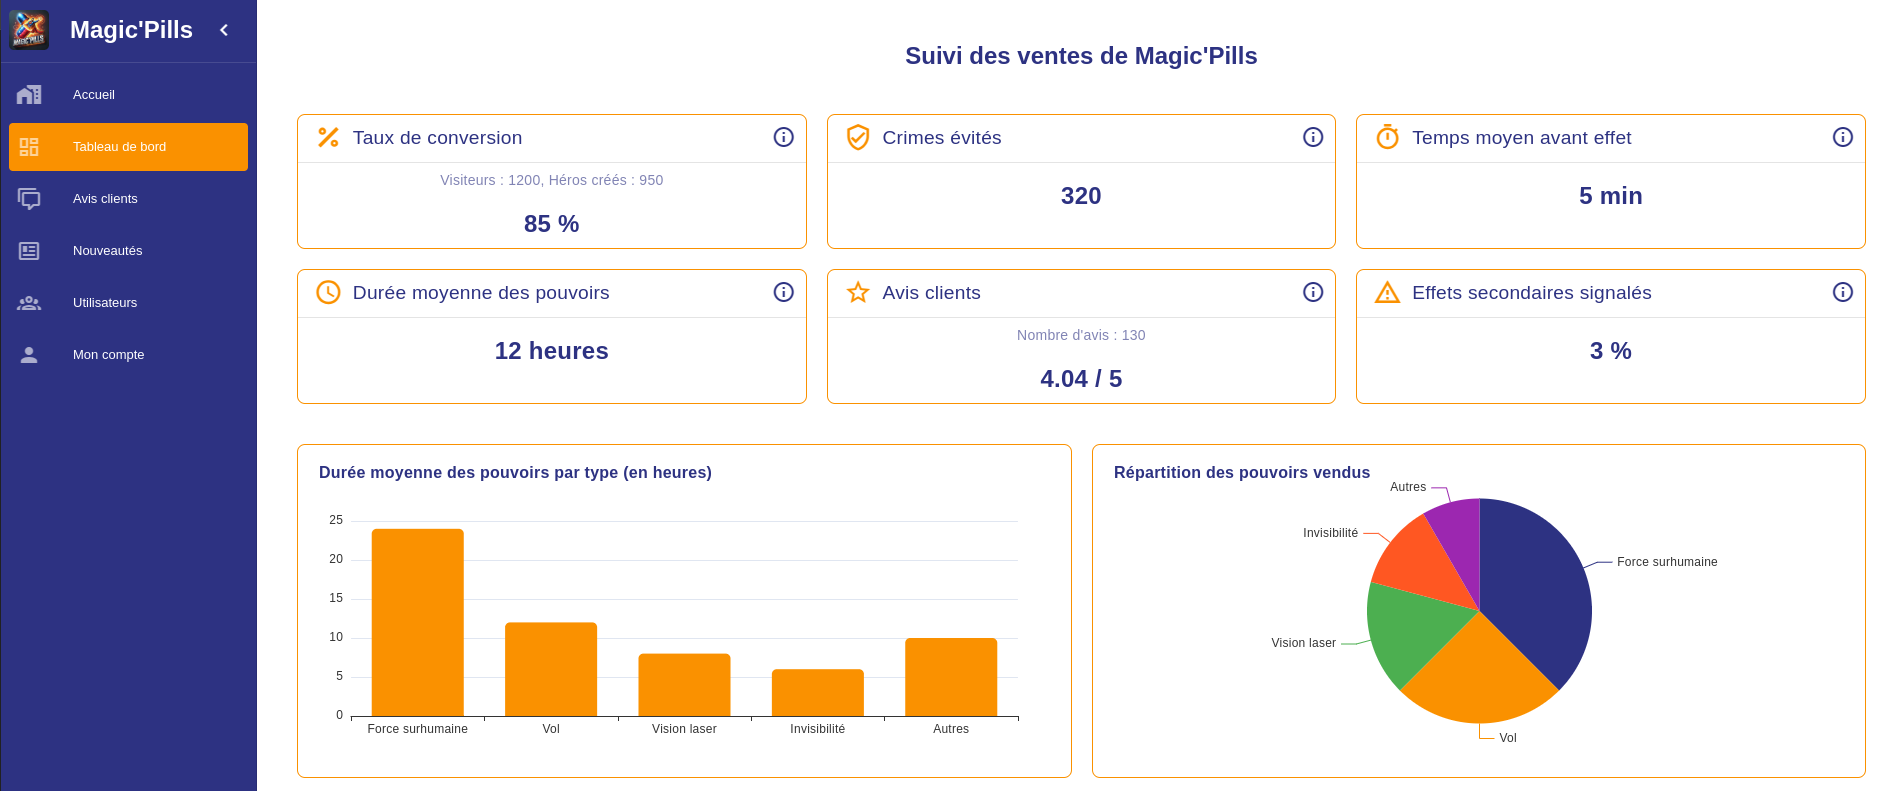 Magic'Pills
Accueil
Tableau de bord
Avis clients
Nouveautés
Utilisateurs
Mon compte
Suivi des ventes de Magic'Pills
Taux de conversion
Visiteurs : 1200, Héros créés : 950
85 %
Crimes évités
320
Temps moyen avant effet
5 min
Durée moyenne des pouvoirs
12 heures
Avis clients
Nombre d'avis : 130
4.04 / 5
Effets secondaires signalés
3 %
Durée moyenne des pouvoirs par type (en heures)
25
20
15
10
5
0
Force surhumaine
Vol
Vision laser
Invisibilité
Autres
Répartition des pouvoirs vendus
Autres
Invisibilité
Force surhumaine
Vision laser
Vol